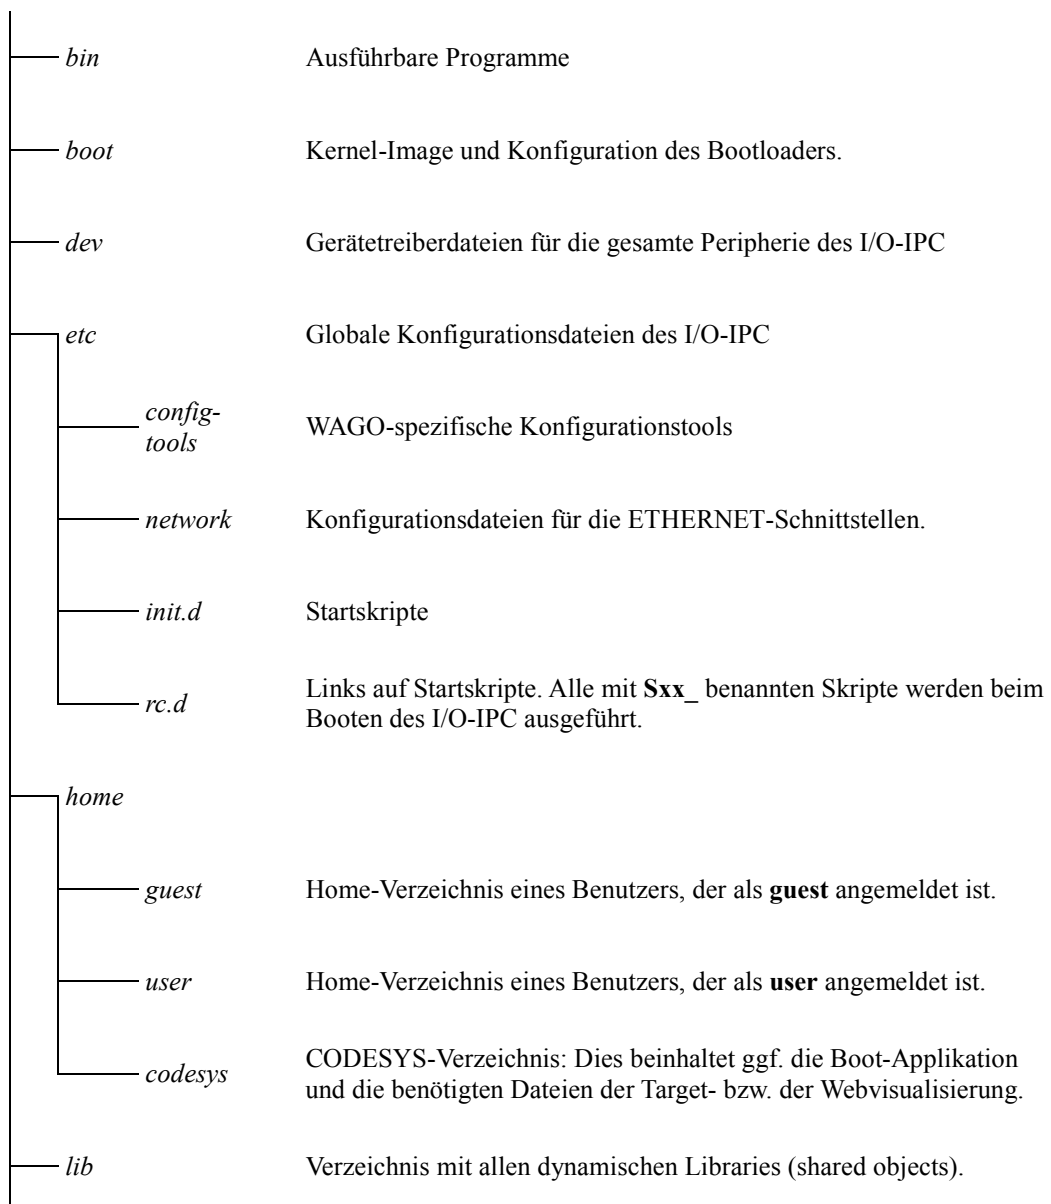 bin Ausführbare Programme
boot Kernel-Image und Konfiguration des Bootloaders.
dev Gerätetreiberdateien für die gesamte Peripherie des I/O-IPC
etc Globale Konfigurationsdateien des I/O-IPC
config-
tools
WAGO-spezifische Konfigurationstools
network Konfigurationsdateien für die ETHERNET-Schnittstellen.
init.d Startskripte
rc.d
Links auf Startskripte. Alle mit Sxx_ benannten Skripte werden beim
Booten des I/O-IPC ausgeführt.
home
guest Home-Verzeichnis eines Benutzers, der als guest angemeldet ist.
user Home-Verzeichnis eines Benutzers, der als user angemeldet ist.
codesys
CODESYS-Verzeichnis: Dies beinhaltet ggf. die Boot-Applikation
und die benötigten Dateien der Target- bzw. der Webvisualisierung.
lib Verzeichnis mit allen dynamischen Libraries (shared objects).